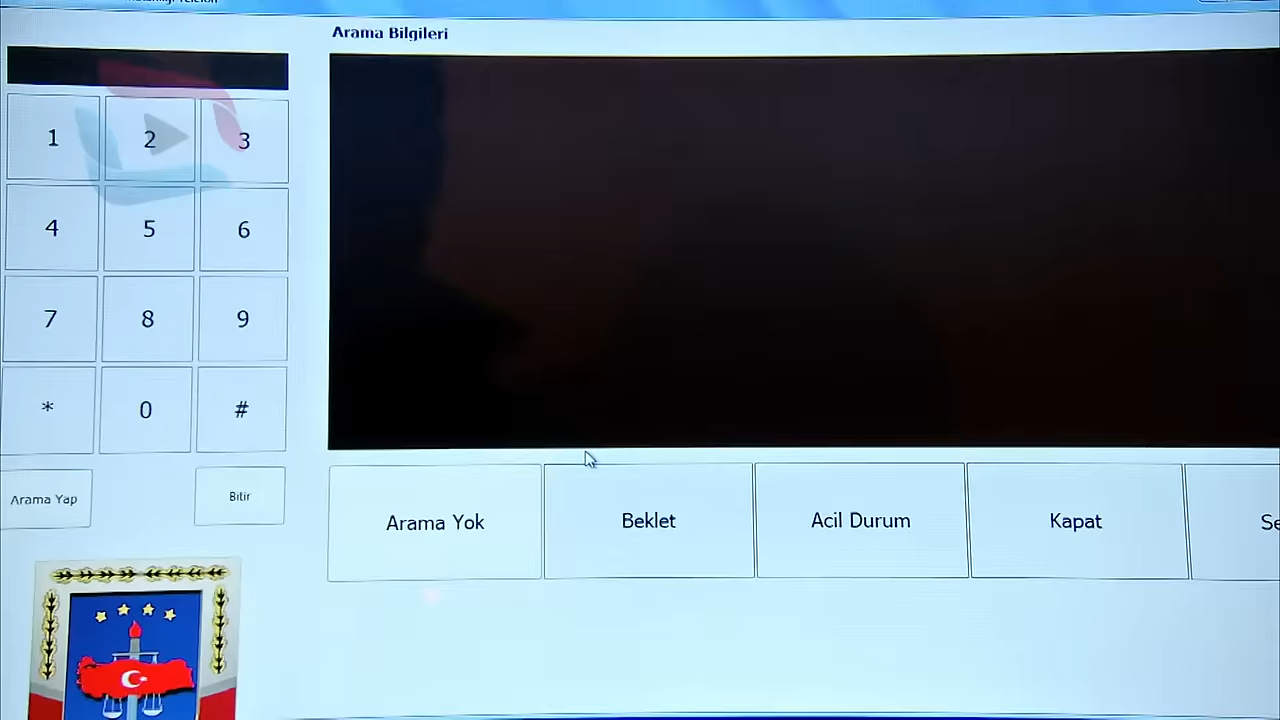 Arama Bilgileri
1 2 3
4 5 6
7 8 9
* 0 #
Arama Yap
Bitir
Arama Yok
Beklet
Acil Durum
Kapat